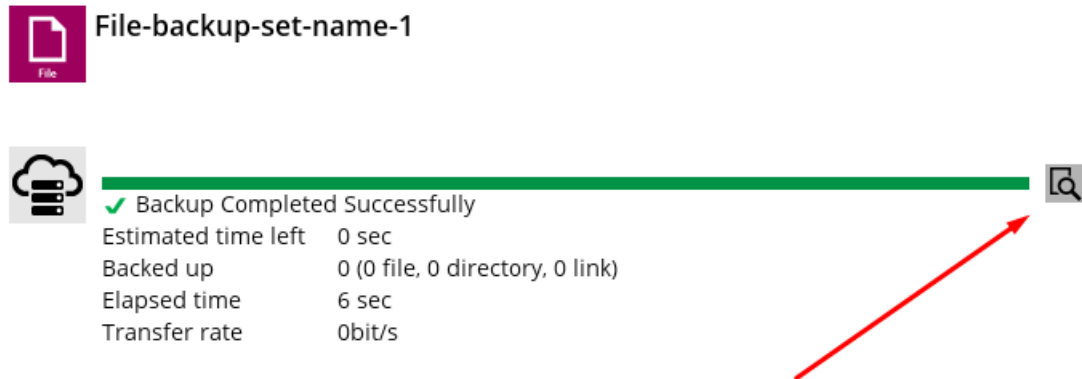 File-backup-set-name-1
File
Backup Completed Successfully
Estimated time left 0 sec
Backed up 0 (0 file, 0 directory, 0 link)
Elapsed time 6 sec
Transfer rate 0bit/s